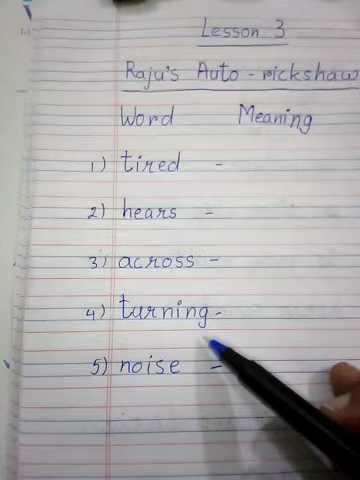 Lesson 3
Raju's Auto - rickshaw
Word Meaning
1) tired -
2) hears -
3) across -
4) turning -
5) noise -